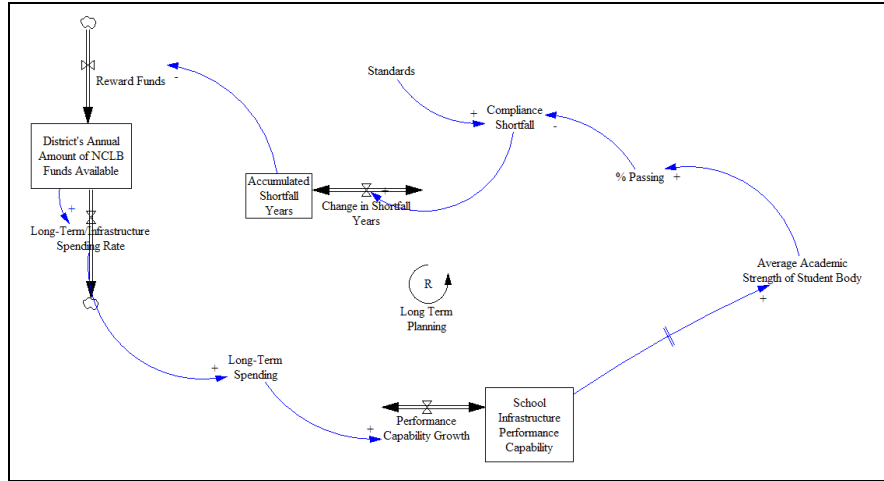 Reward Funds
-
District's Annual
Amount of NCLB
Funds Available
+
Long-Term/Infrastructure
Spending Rate
Standards
+
Compliance
Shortfall
-
% Passing
+
Accumulated
Shortfall
Years
+
Change in Shortfall
Years
Average Academic
Strength of Student Body
+
R
Long Term
Planning
+
Long-Term
Spending
+
Performance
Capability Growth
School
Infrastructure
Performance
Capability